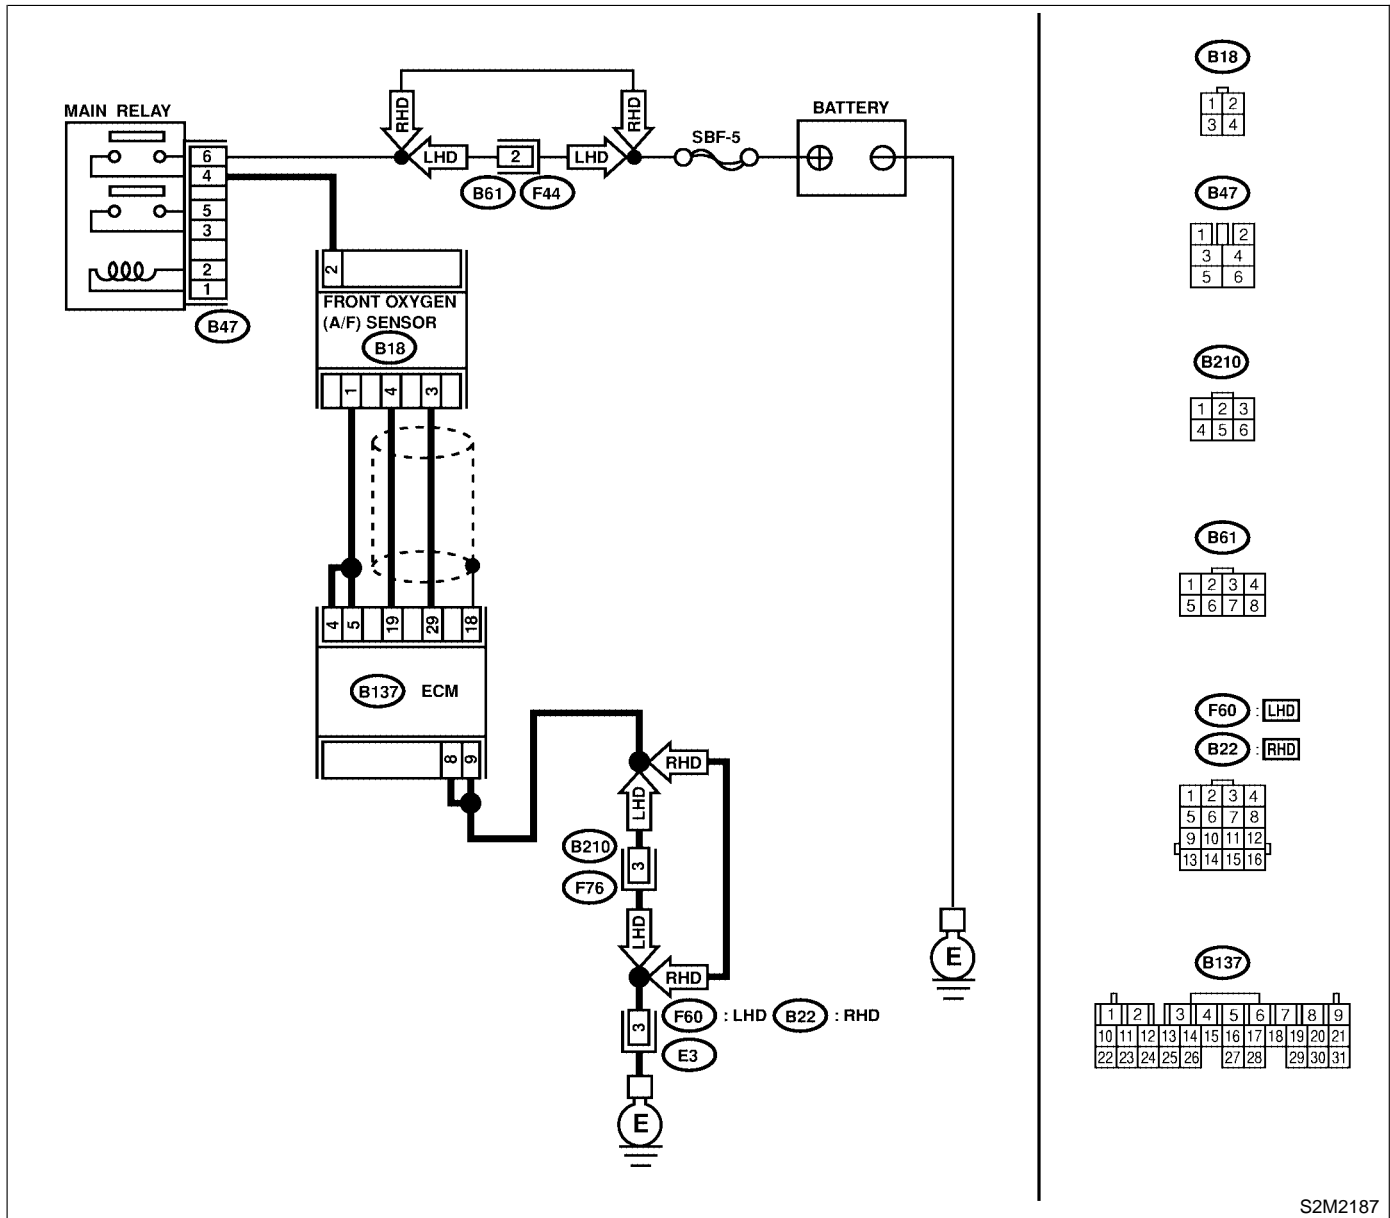 MAIN RELAY
6
4
5
3
2
1
B47
RHD
RHD
LHD
2
LHD
B61
F44
SBF-5
BATTERY
2
FRONT OXYGEN
(A/F) SENSOR
B18
1
4
3
4
5
19
29
18
B137 ECM
8
9
RHD
LHD
B210
3
F76
LHD
RHD
F60 : LHD B22 : RHD
3
E3
E
E
B18
1 2
3 4
B47
1 2
3 4
5 6
B210
1 2 3
4 5 6
B61
1 2 3 4
5 6 7 8
F60 : LHD
B22 : RHD
1 2 3 4
5 6 7 8
9 10 11 12
13 14 15 16
B137
1 2 3 4 5 6 7 8 9
10 11 12 13 14 15 16 17 18 19 20 21
22 23 24 25 26 27 28 29 30 31
S2M2187